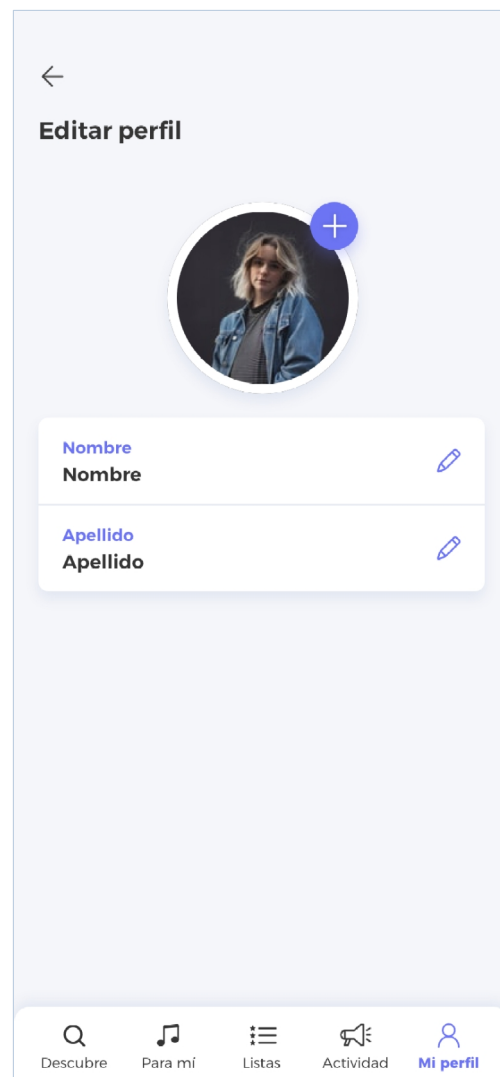 Editar perfil
Nombre
Nombre
Apellido
Apellido
Descubre Para mí Listas Actividad Mi perfil